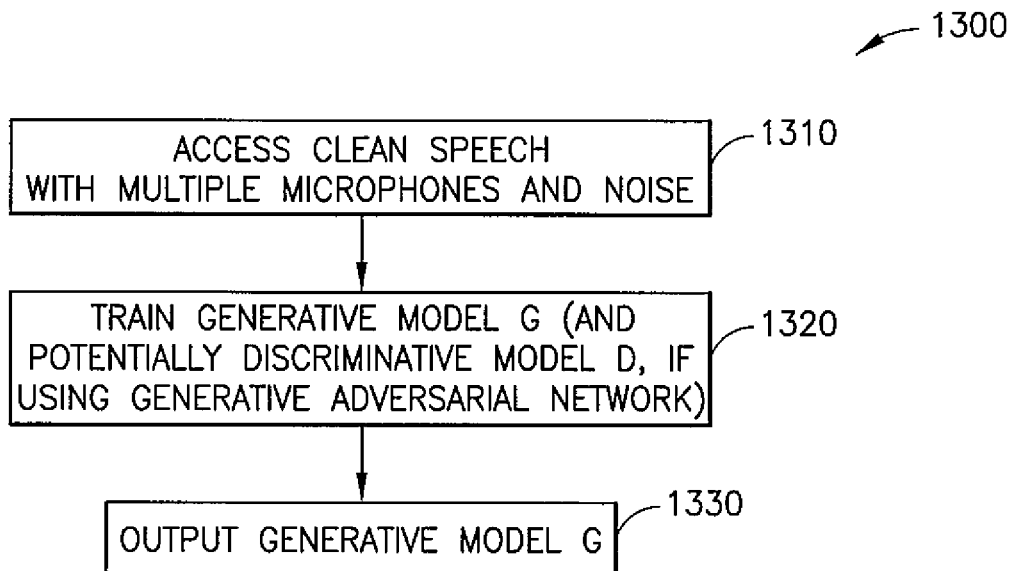 1300
ACCESS CLEAN SPEECH
WITH MULTIPLE MICROPHONES AND NOISE
1310
TRAIN GENERATIVE MODEL G (AND
POTENTIALLY DISCRIMINATIVE MODEL D, IF
USING GENERATIVE ADVERSARIAL NETWORK)
1320
OUTPUT GENERATIVE MODEL G
1330